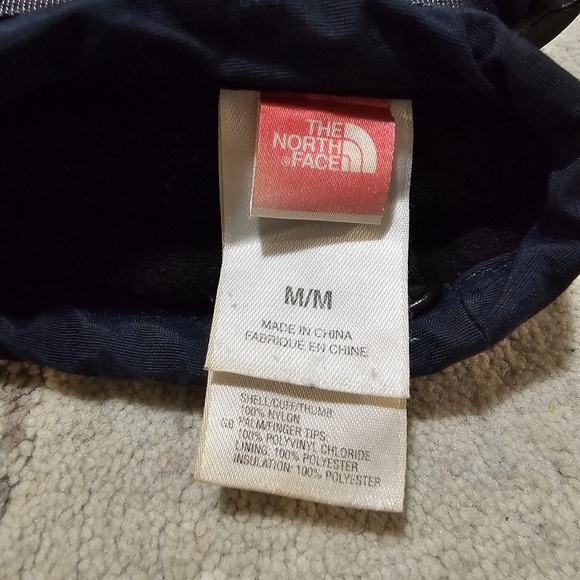 THE
NORTH
®FACE
M/M
MADE IN CHINA
FABRIQUÉ EN CHINE
SHELL/CUFF/THUMB:
100% NYLON
GB PALM/FINGER TIPS:
100% POLYVINYL CHLORIDE
LINING: 100% POLYESTER
INSULATION: 100% POLYESTER